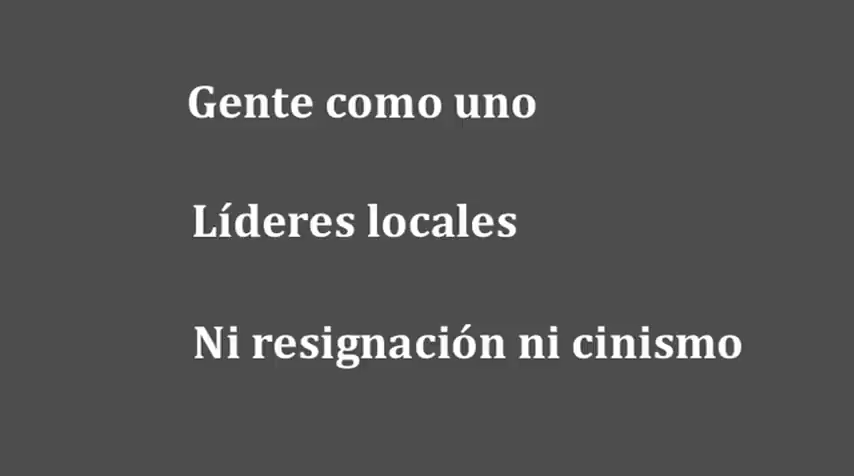 Gente como uno
Líderes locales
Ni resignación ni cinismo